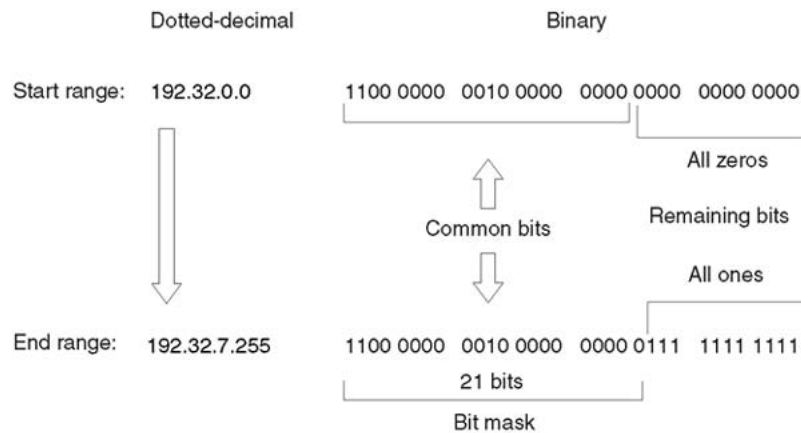 Dotted-decimal Binary
Start range: 192.32.0.0 1100 0000 0010 0000 0000 0000 0000 0000
All zeros
Common bits Remaining bits
All ones
End range: 192.32.7.255 1100 0000 0010 0000 0000 0111 1111 1111
21 bits
Bit mask